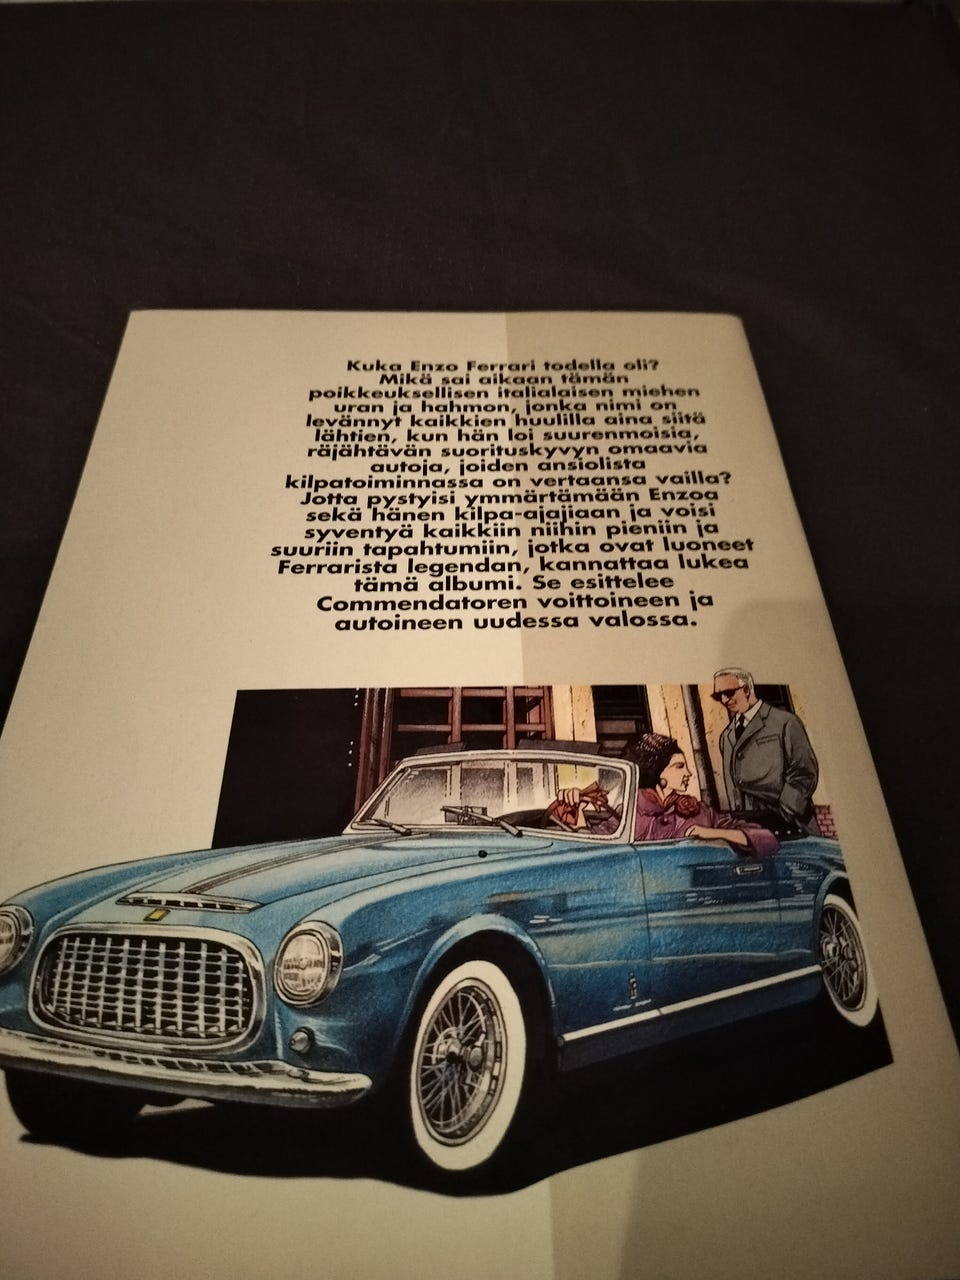 Kuka Enzo Ferrari todella oli?
Mikä sai aikaan tämän
poikkeuksellisen italialaisen miehen
uran ja hahmon, jonka nimi on
levännyt kaikkien huulilla aina siitä
lähtien, kun hän loi suurenmoisia,
räjähtävän suorituskyvyn omaavia
autoja, joiden ansiolista
kilpatoiminnassa on vertaansa vailla?
Jotta pystyisi ymmärtämään Enzoa
sekä hänen kilpa-ajajiaan ja voisi
syventyä kaikkiin niihin pieniin ja
suuriin tapahtumiin, jotka ovat luoneet
Ferrarista legendan, kannattaa lukea
tämä albumi. Se esittelee
Commendatoren voittoineen ja
autoineen uudessa valossa.